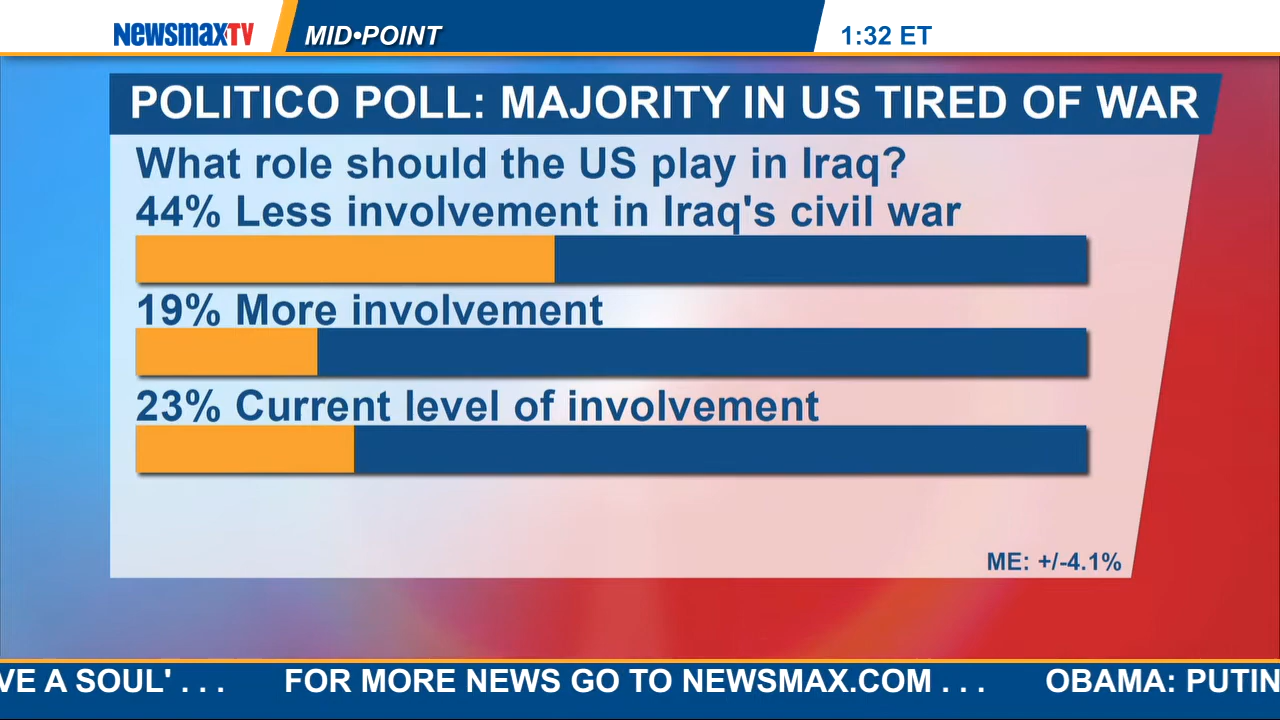 NEWSMAXTV
MID•POINT
1:32 ET
POLITICO POLL: MAJORITY IN US TIRED OF WAR
What role should the US play in Iraq?
44% Less involvement in Iraq's civil war
19% More involvement
23% Current level of involvement
ME: +/-4.1%
VE A SOUL' . . . FOR MORE NEWS GO TO NEWSMAX.COM . . . OBAMA: PUTIN